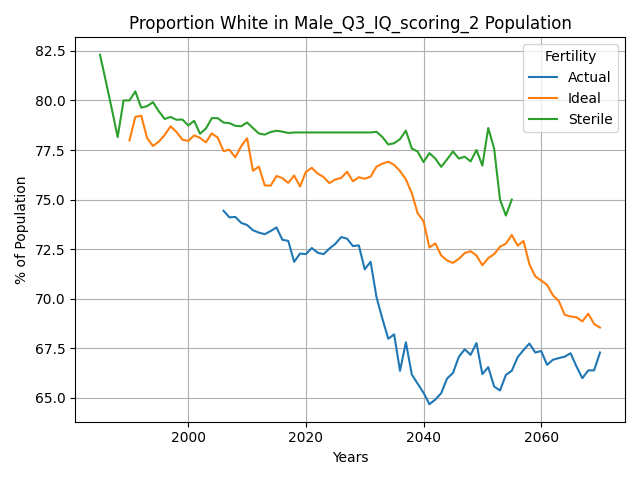 Proportion White in Male_Q3_IQ_scoring_2 Population
% of Population
82.5
80.0
77.5
75.0
72.5
70.0
67.5
65.0
Fertility
Actual
Ideal
Sterile
2000
2020
2040
2060
Years